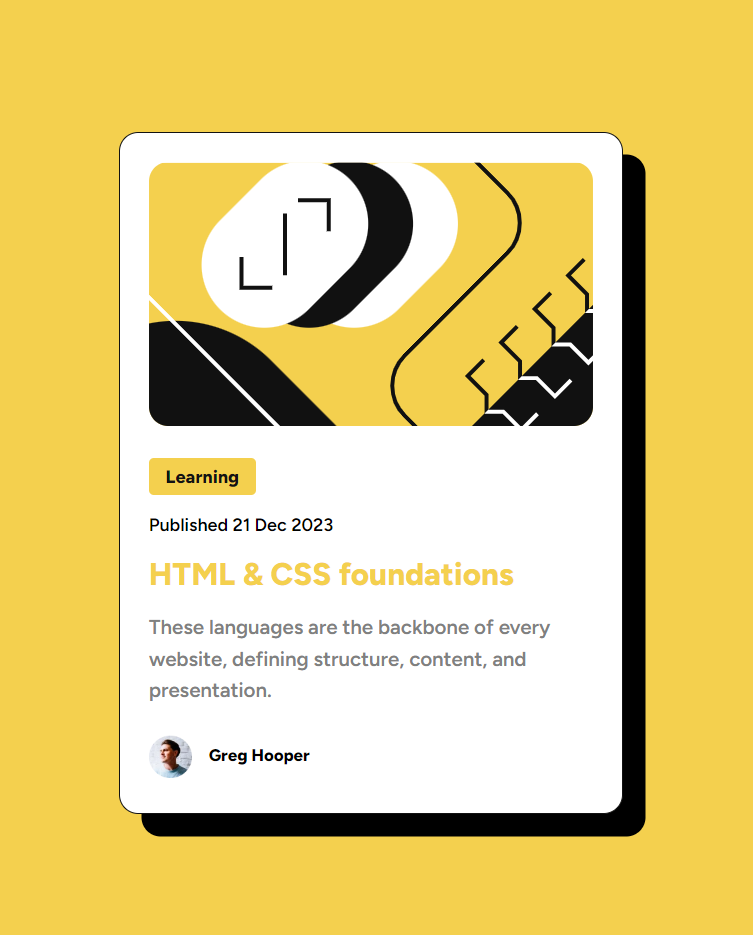 Learning
Published 21 Dec 2023
HTML & CSS foundations
These languages are the backbone of every
website, defining structure, content, and
presentation.
Greg Hooper